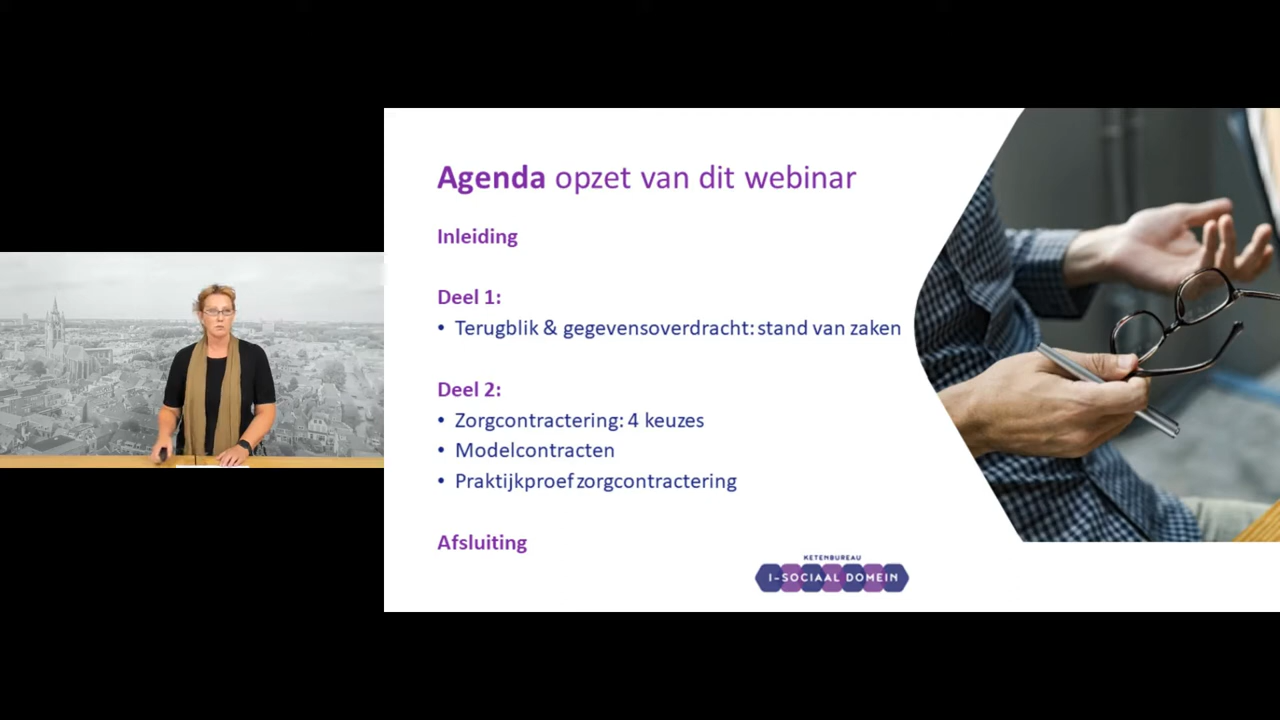 Agenda opzet van dit webinar
Inleiding
Deel 1:
• Terugblik & gegevensoverdracht: stand van zaken
Deel 2:
• Zorgcontractering: 4 keuzes
• Modelcontracten
• Praktijkproef zorgcontractering
Afsluiting
KETENBUREAU
I-SOCIAAL DOMEIN